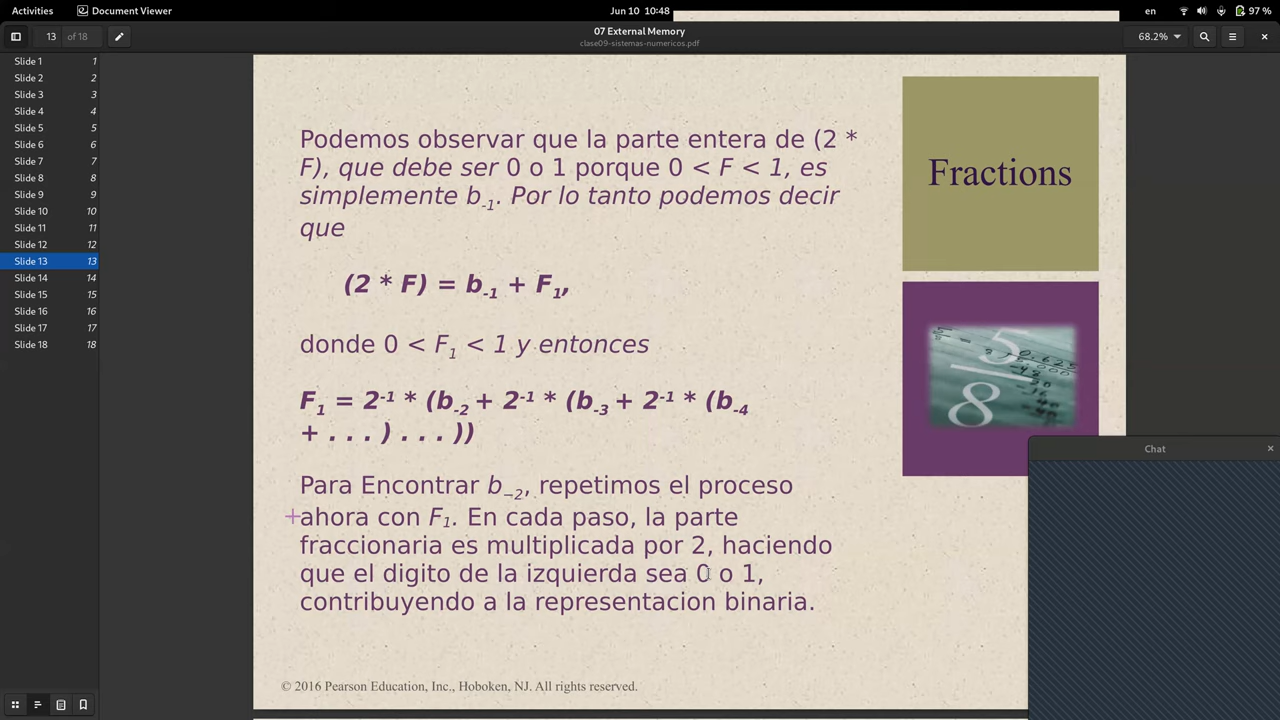 Activities
Document Viewer
Jun 10 10:48
en
97 %
13 of 18
07 External Memory
clase09-sistemas-numericos.pdf
68.2%
Slide 1 1
Slide 2 2
Slide 3 3
Slide 4 4
Slide 5 5
Slide 6 6
Slide 7 7
Slide 8 8
Slide 9 9
Slide 10 10
Slide 11 11
Slide 12 12
Slide 13 13
Slide 14 14
Slide 15 15
Slide 16 16
Slide 17 17
Slide 18 18
Podemos observar que la parte entera de (2 *
F), que debe ser 0 o 1 porque 0 < F < 1, es
simplemente b-1. Por lo tanto podemos decir
que
(2 * F) = b-1 + F1,
donde 0 < F1 < 1 y entonces
F1 = 2-1 * (b-2 + 2-1 * (b-3 + 2-1 * (b-4
+ . . . ) . . . ))
Para Encontrar b−2, repetimos el proceso
+ahora con F1. En cada paso, la parte
fraccionaria es multiplicada por 2, haciendo
que el digito de la izquierda sea 0 o 1,
contribuyendo a la representacion binaria.
© 2016 Pearson Education, Inc., Hoboken, NJ. All rights reserved.
Fractions
5
8
0.625
Chat